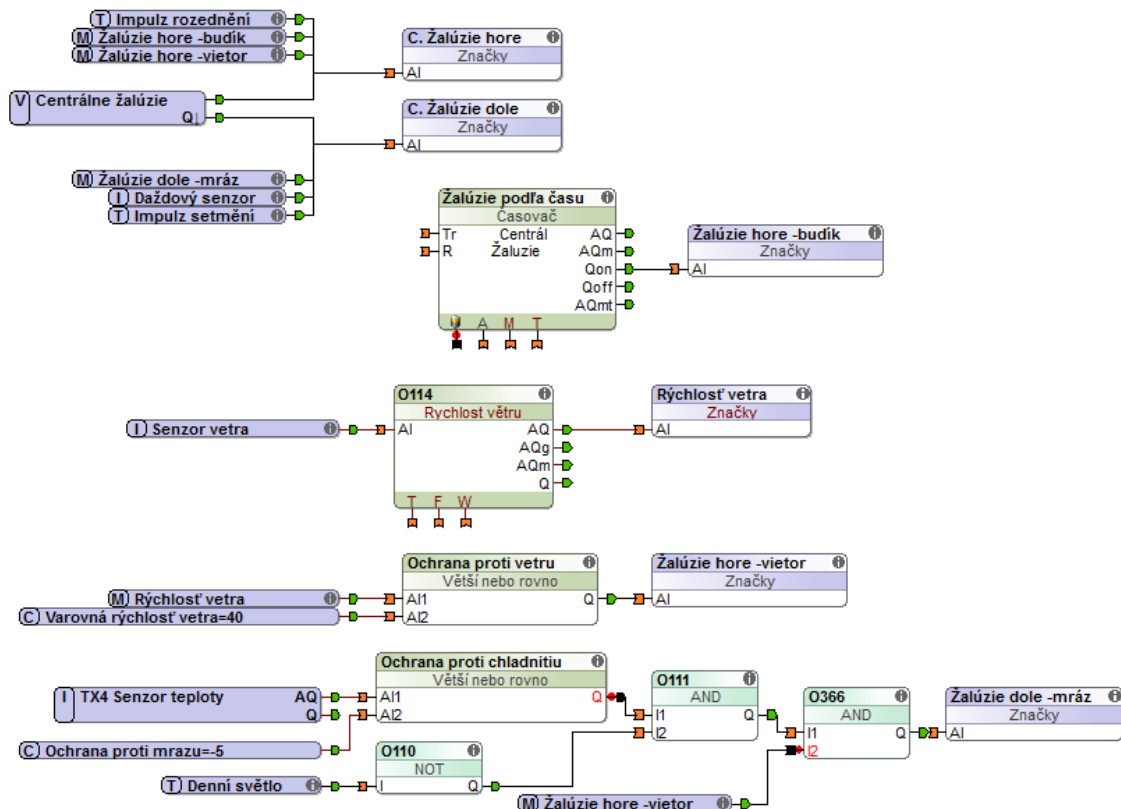 T Impulz rozednění
M Žalúzie hore -budík
M Žalúzie hore -vietor
C. Žalúzie hore
Značky
AI
V Centrálne žalúzie
Q↓
C. Žalúzie dole
Značky
AI
M Žalúzie dole -mráz
I Daždový senzor
T Impulz setmění
Žalúzie podľa času
Časovač
Tr Centrál AQ
R Žaluzie AQm
Qon
Qoff
AQmt
A M T
Žalúzie hore -budík
Značky
AI
O114
Rychlost větru
I Senzor vetra
AI AQ
AQg
AQm
Q
T F W
Rýchlosť vetra
Značky
AI
Ochrana proti vetru
Větší nebo rovno
M Rýchlosť vetra
AI1 Q
C Varovná rýchlosť vetra=40
AI2
Žalúzie hore -vietor
Značky
AI
Ochrana proti chladnitiu
Větší nebo rovno
I TX4 Senzor teploty AQ
Q
AI1 Q
AI2
C Ochrana proti mrazu=-5
O110
NOT
T Denní světlo
I Q
O111
AND
I1 Q
I2
O366
AND
I1 Q
I2
Žalúzie dole -mráz
Značky
AI
M Žalúzie hore -vietor